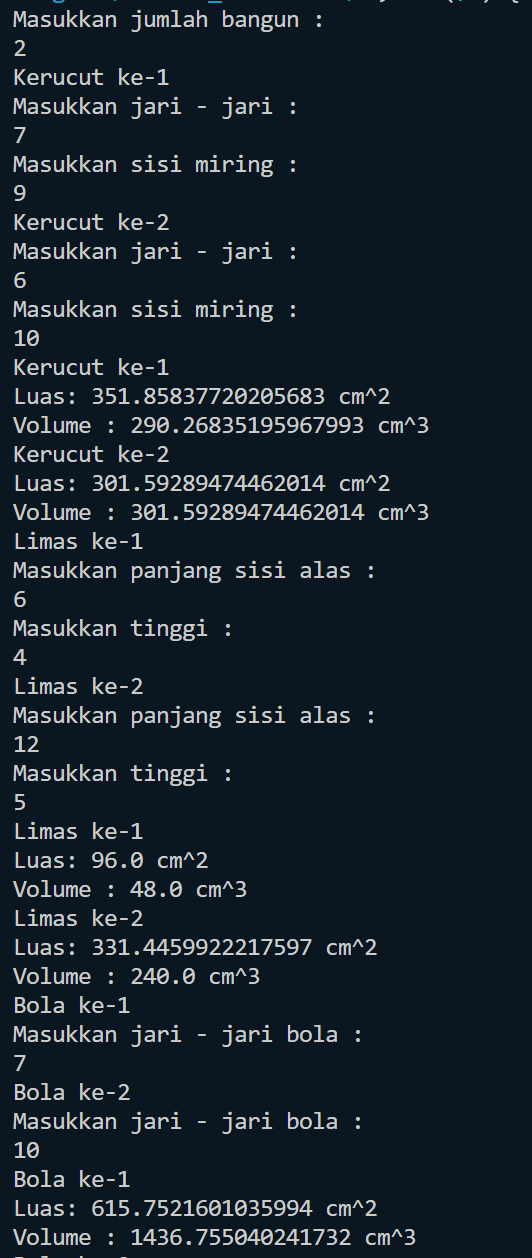 Masukkan jumlah bangun :
2
Kerucut ke-1
Masukkan jari - jari :
7
Masukkan sisi miring :
9
Kerucut ke-2
Masukkan jari - jari :
6
Masukkan sisi miring :
10
Kerucut ke-1
Luas: 351.85837720205683 cm^2
Volume : 290.26835195967993 cm^3
Kerucut ke-2
Luas: 301.59289474462014 cm^2
Volume : 301.59289474462014 cm^3
Limas ke-1
Masukkan panjang sisi alas :
6
Masukkan tinggi :
4
Limas ke-2
Masukkan panjang sisi alas :
12
Masukkan tinggi :
5
Limas ke-1
Luas: 96.0 cm^2
Volume : 48.0 cm^3
Limas ke-2
Luas: 331.4459922217597 cm^2
Volume : 240.0 cm^3
Bola ke-1
Masukkan jari - jari bola :
7
Bola ke-2
Masukkan jari - jari bola :
10
Bola ke-1
Luas: 615.7521601035994 cm^2
Volume : 1436.755040241732 cm^3